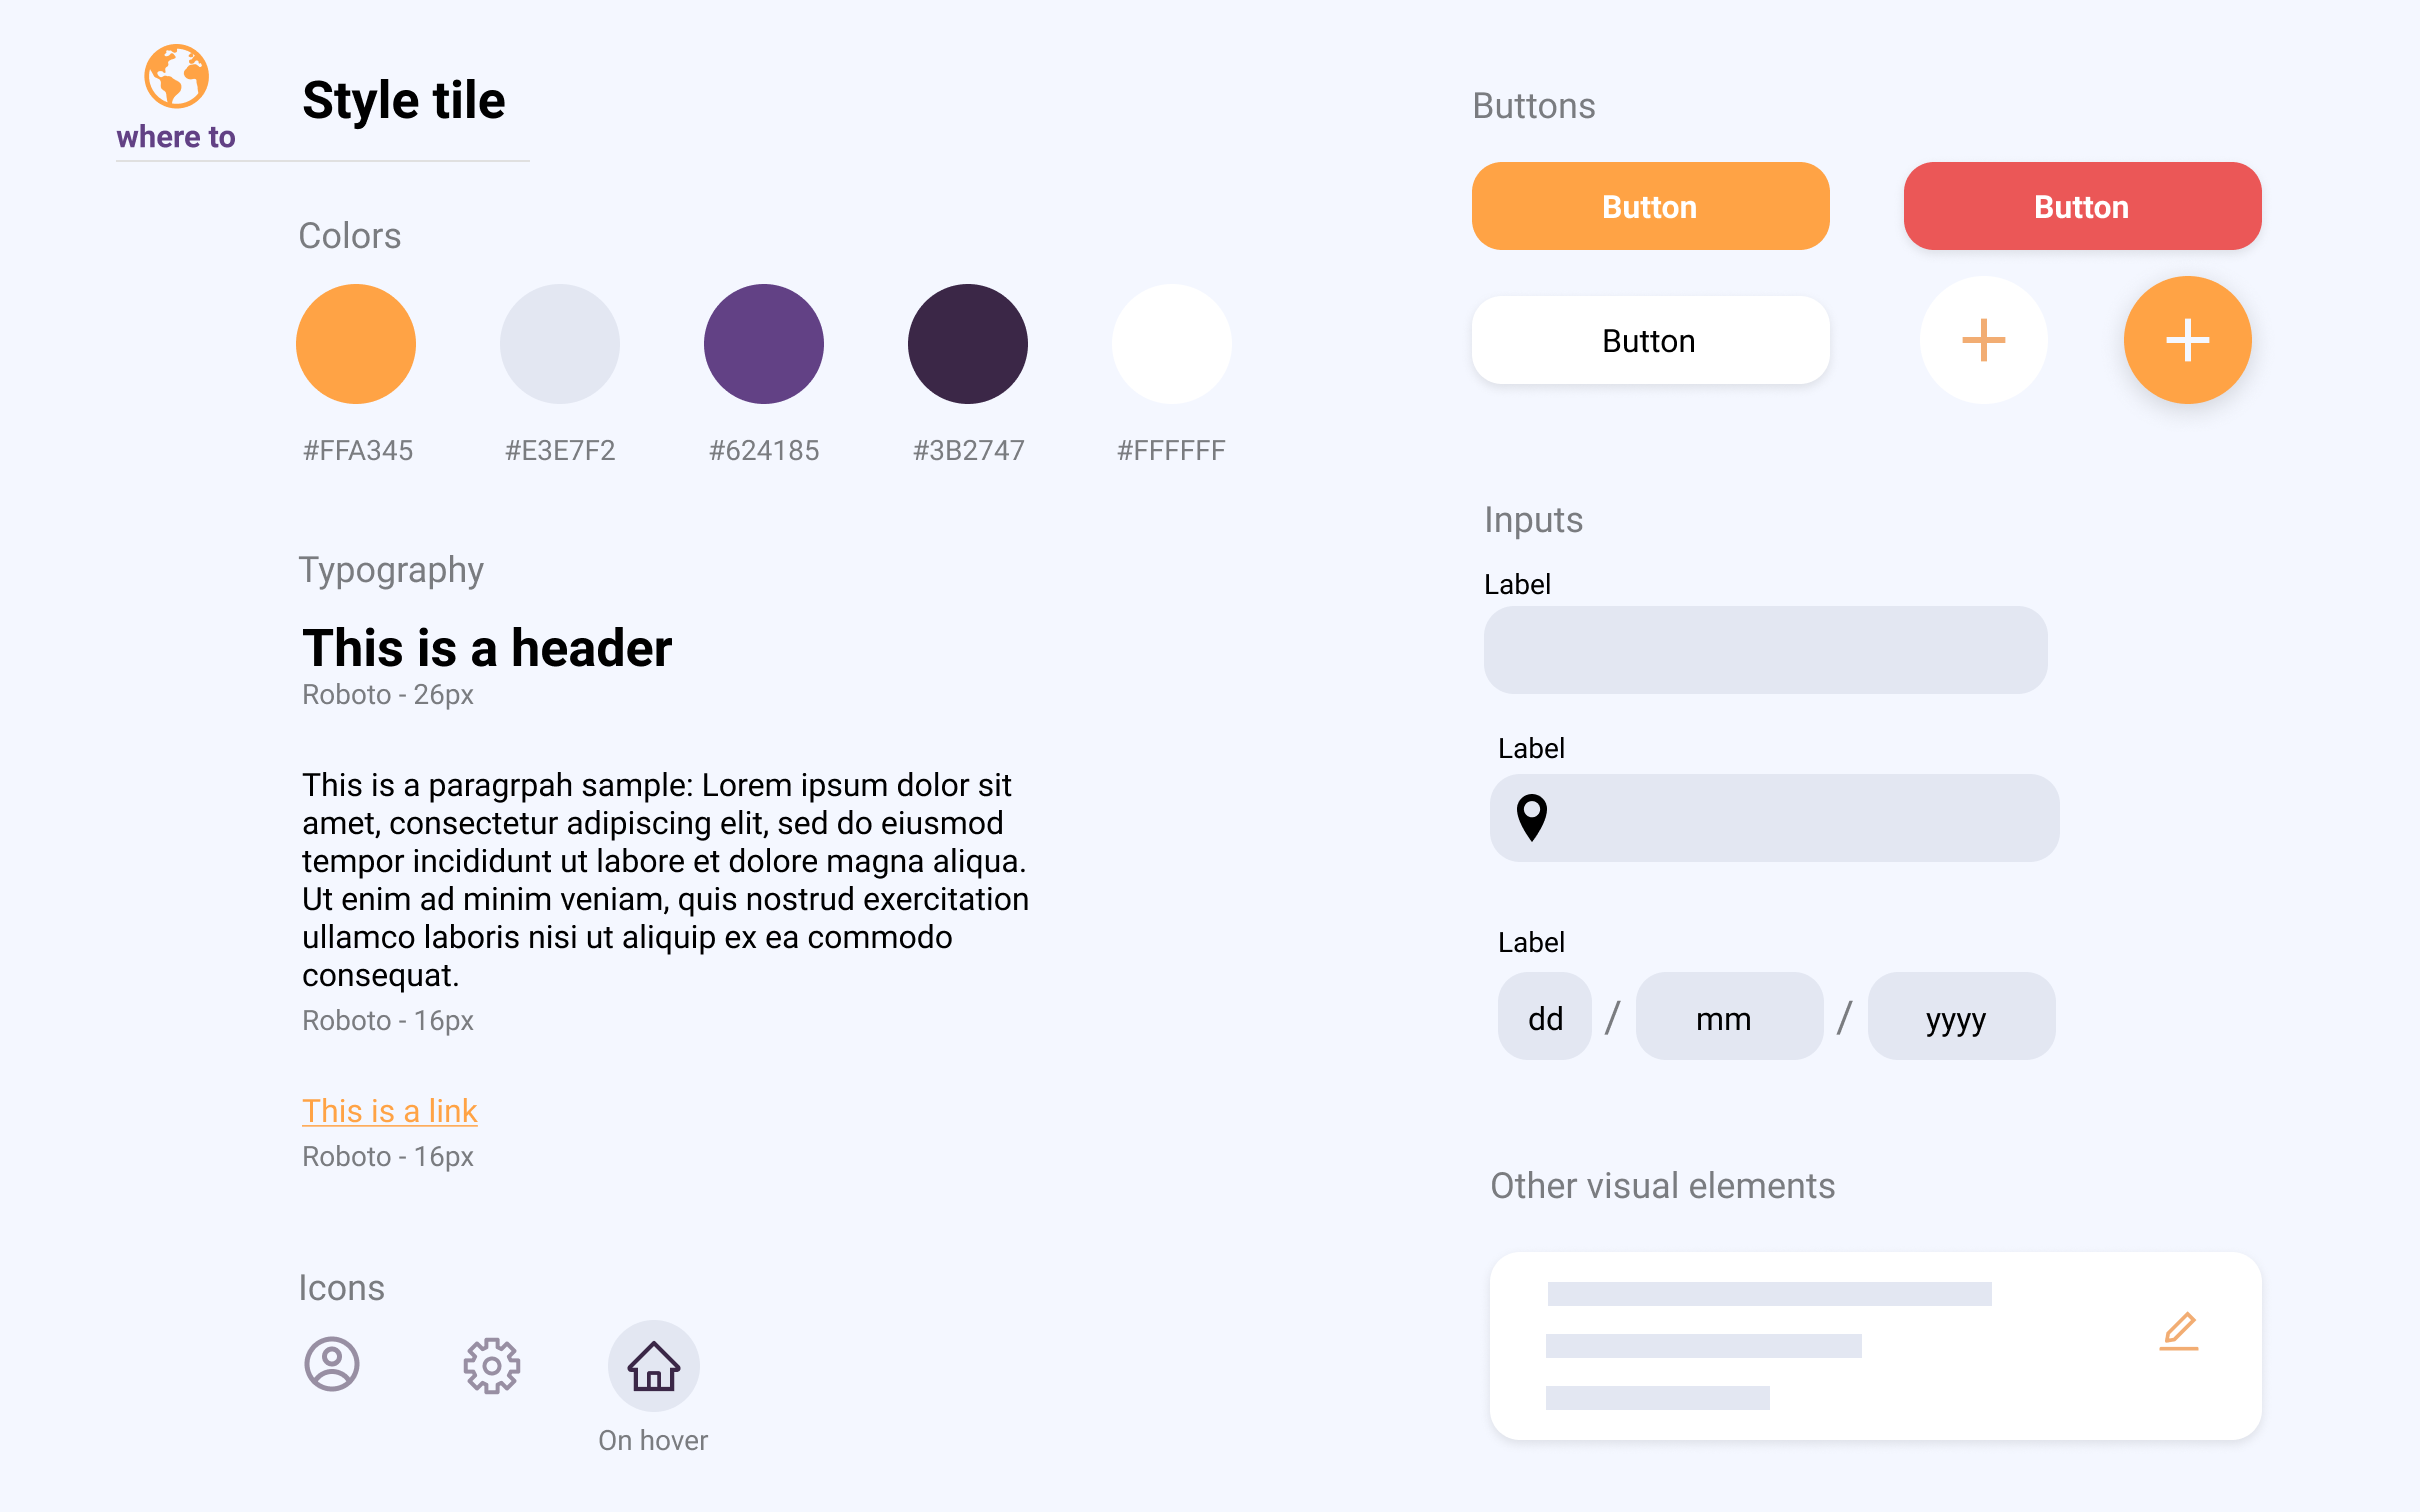 where to
Style tile
Colors
#FFA345
#E3E7F2
#624185
#3B2747
#FFFFFF
Typography
This is a header
Roboto - 26px
This is a paragrpah sample: Lorem ipsum dolor sit
amet, consectetur adipiscing elit, sed do eiusmod
tempor incididunt ut labore et dolore magna aliqua.
Ut enim ad minim veniam, quis nostrud exercitation
ullamco laboris nisi ut aliquip ex ea commodo
consequat.
Roboto - 16px
This is a link
Roboto - 16px
Icons
On hover
Buttons
Button
Button
Button
Inputs
Label
Label
Label
dd / mm / yyyy
Other visual elements